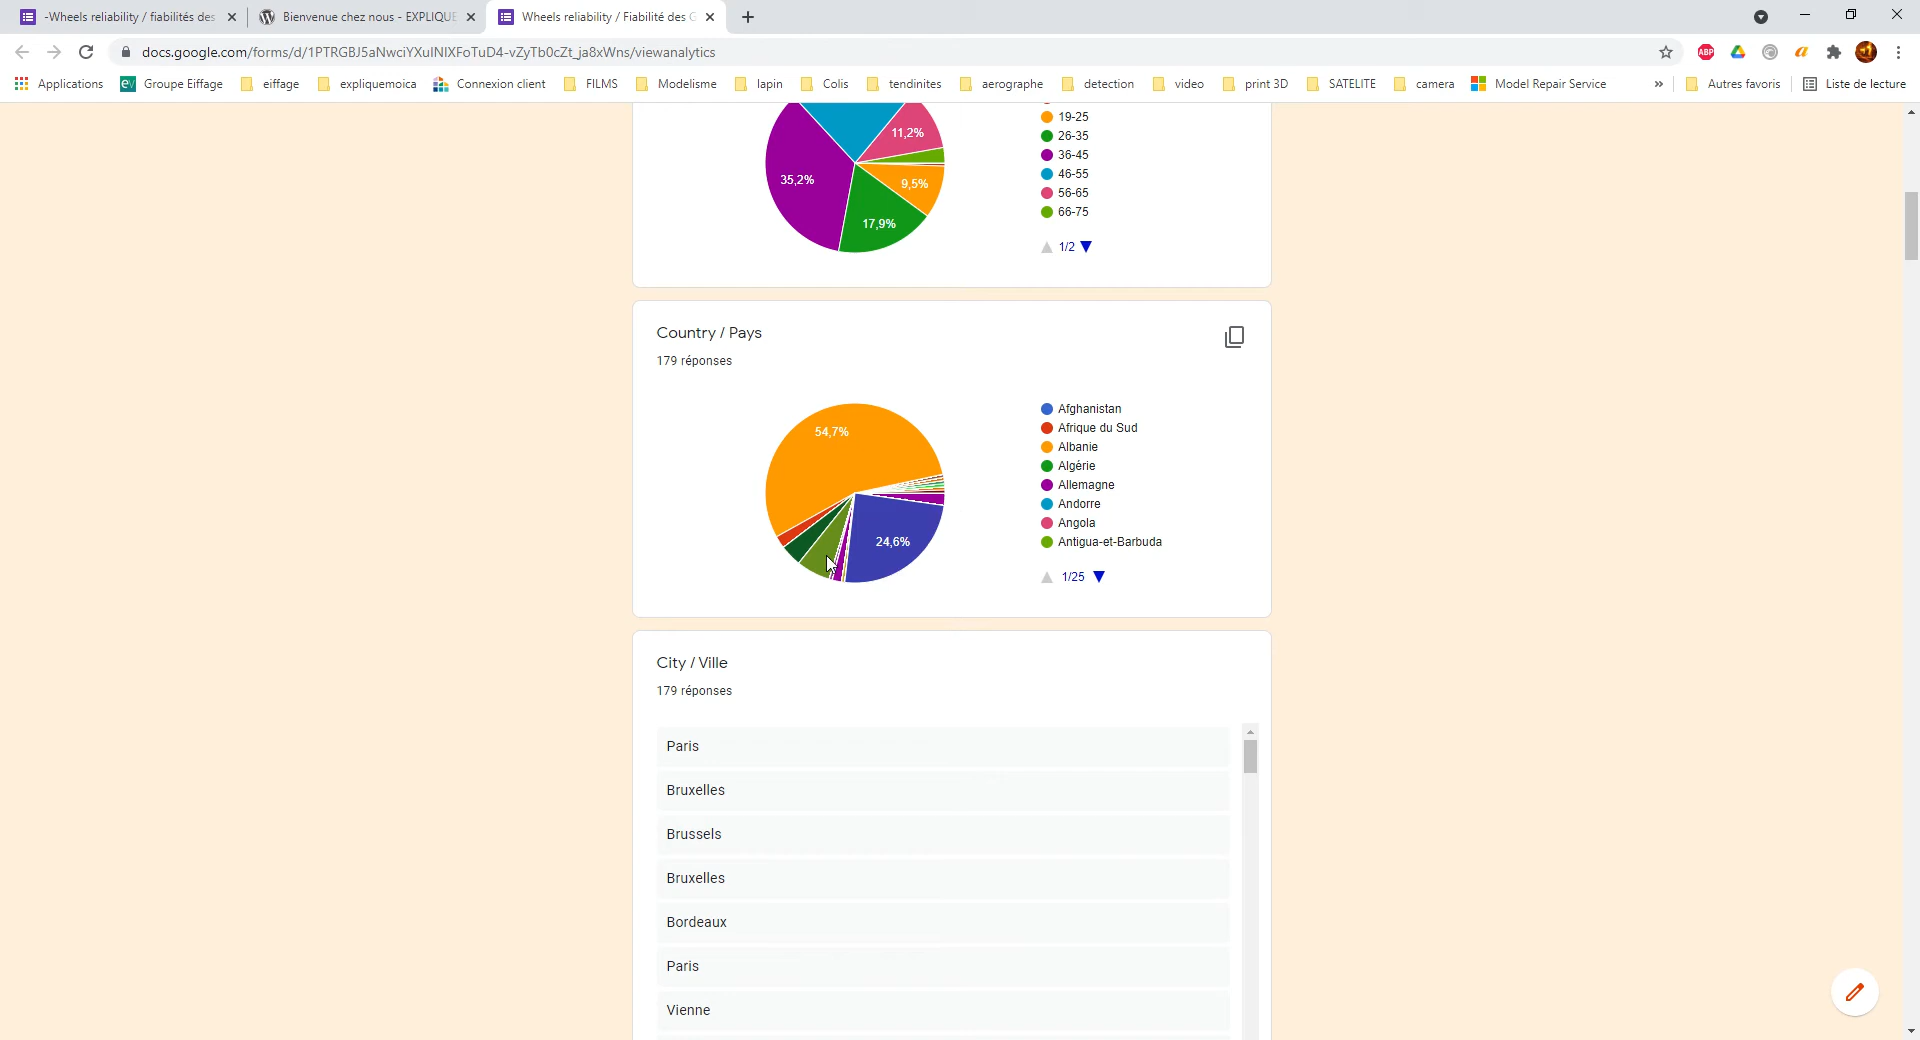 -Wheels reliability / fiabilités des
Bienvenue chez nous - EXPLIQUE
Wheels reliability / Fiabilité des G
docs.google.com/forms/d/1PTRGBJ5aNwciYXuINIXFoTuD4-vZyTb0cZt_ja8xWns/viewanalytics
ABP
Applications
eV Groupe Eiffage
eiffage
expliquemoica
Connexion client
FILMS
Modelisme
lapin
Colis
tendinites
aerographe
detection
video
print 3D
SATELITE
camera
Model Repair Service
»
Autres favoris
Liste de lecture
11,2%
35,2%
9,5%
17,9%
19-25
26-35
36-45
46-55
56-65
66-75
1/2
Country / Pays
179 réponses
54,7%
24,6%
Afghanistan
Afrique du Sud
Albanie
Algérie
Allemagne
Andorre
Angola
Antigua-et-Barbuda
1/25
City / Ville
179 réponses
Paris
Bruxelles
Brussels
Bruxelles
Bordeaux
Paris
Vienne